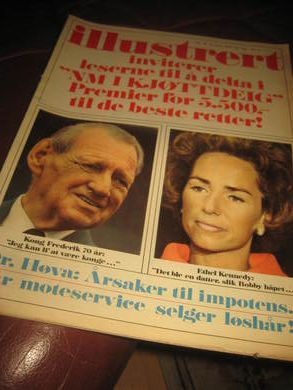 illustrert
inviterer
leserne til å delta i
"NM I KJØTTDEIG"
Premier for 5.500,-
til de beste retter!
Kong Frederik 70 år:
"Jeg kan li' at være konge . . ."
Ethel Kennedy:
"Det ble en datter, slik Bobby håpet . . ."
r. Hova: Årsaker til impotens.
r moteservice selger løshår!